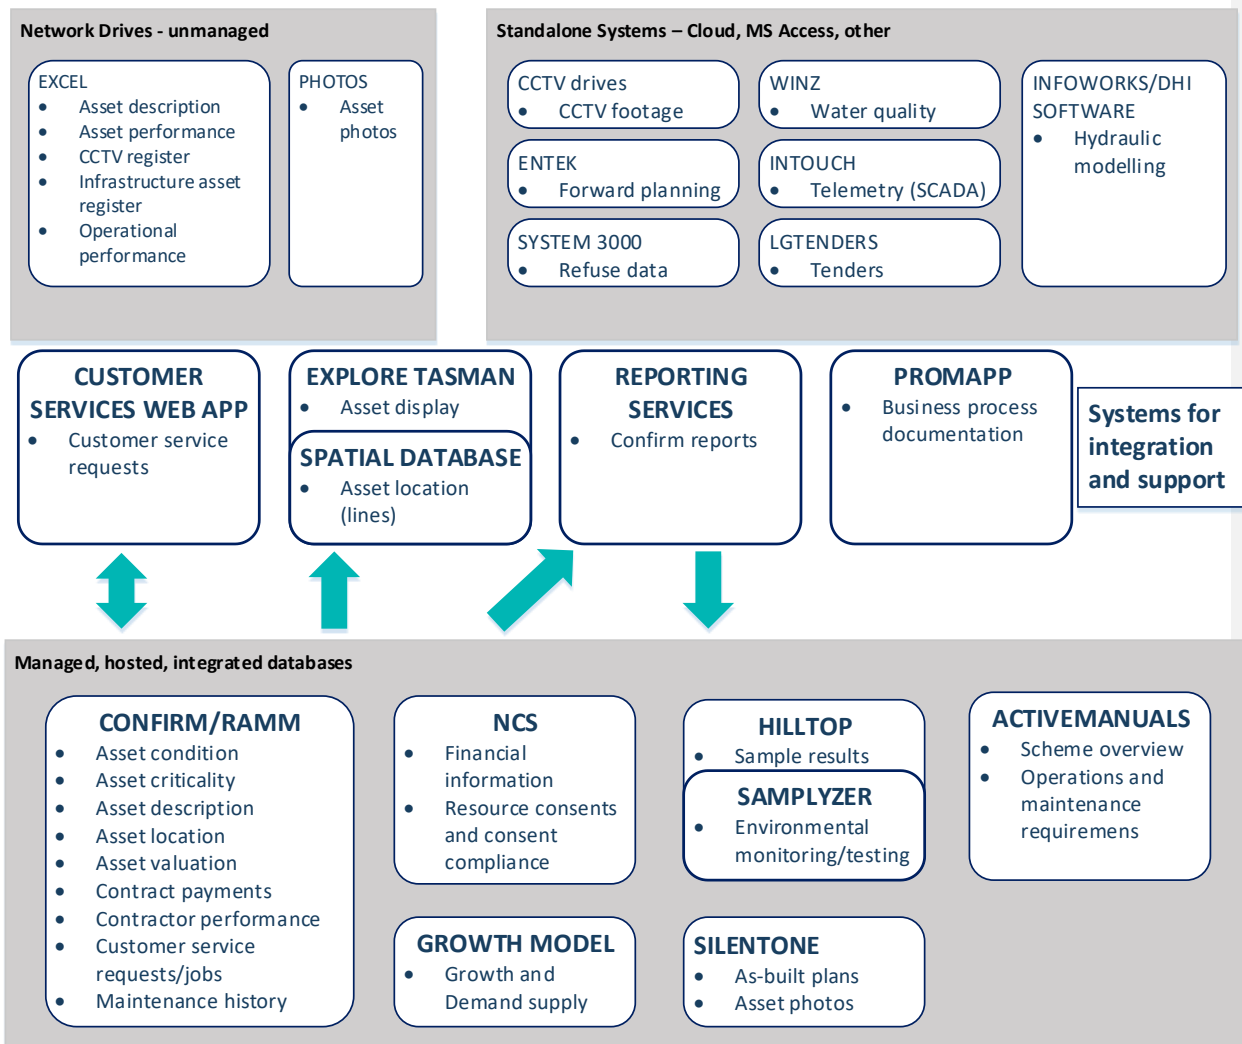 Network Drives - unmanaged
EXCEL
• Asset description
• Asset performance
• CCTV register
• Infrastructure asset
register
• Operational
performance
PHOTOS
• Asset
photos
Standalone Systems – Cloud, MS Access, other
CCTV drives
• CCTV footage
WINZ
• Water quality
INFOWORKS/DHI
SOFTWARE
• Hydraulic
modelling
ENTEK
• Forward planning
INTOUCH
• Telemetry (SCADA)
SYSTEM 3000
• Refuse data
LGTENDERS
• Tenders
CUSTOMER
SERVICES WEB APP
• Customer service
requests
EXPLORE TASMAN
• Asset display
SPATIAL DATABASE
• Asset location
(lines)
REPORTING
SERVICES
• Confirm reports
PROMAPP
• Business process
documentation
Systems for
integration
and support
Managed, hosted, integrated databases
CONFIRM/RAMM
• Asset condition
• Asset criticality
• Asset description
• Asset location
• Asset valuation
• Contract payments
• Contractor performance
• Customer service
requests/jobs
• Maintenance history
NCS
• Financial
information
• Resource consents
and consent
compliance
HILLTOP
• Sample results
SAMPLYZER
• Environmental
monitoring/testing
ACTIVEMANUALS
• Scheme overview
• Operations and
maintenance
requiremens
GROWTH MODEL
• Growth and
Demand supply
SILENTONE
• As-built plans
• Asset photos